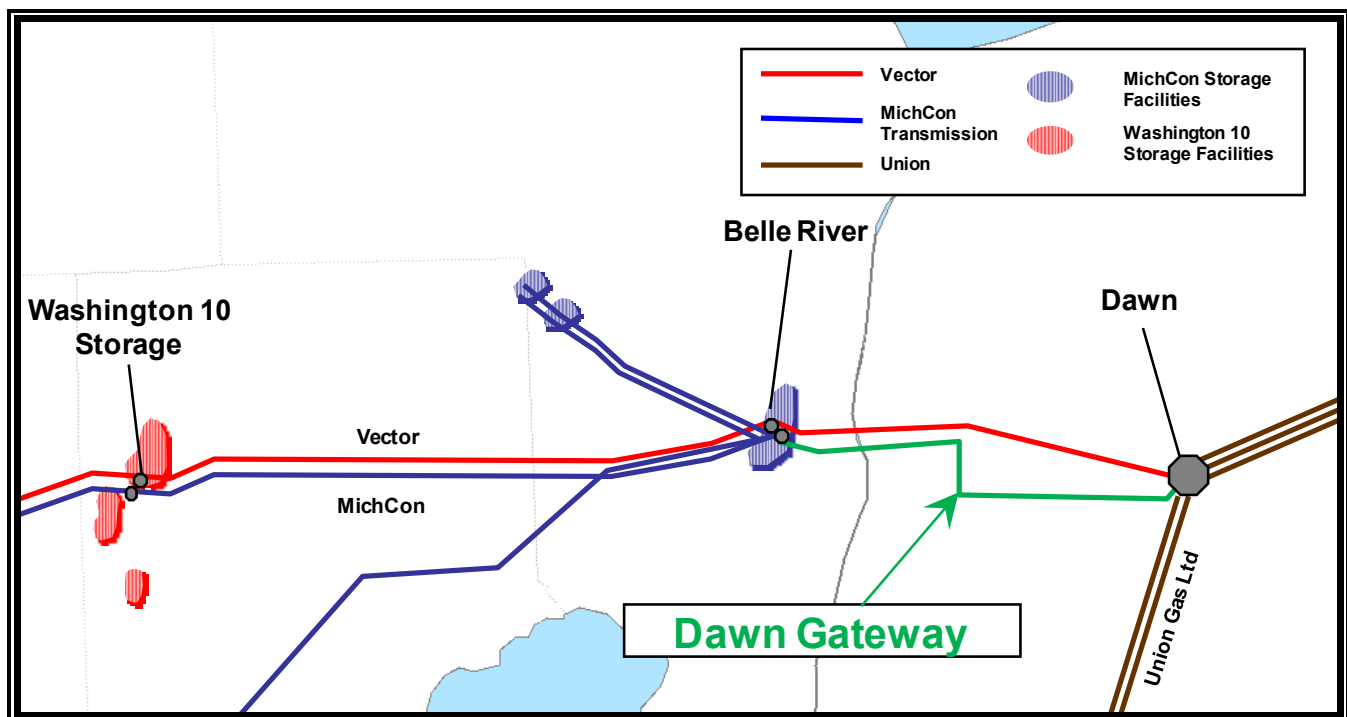 Vector
MichCon
Transmission
Union
MichCon Storage
Facilities
Washington 10
Storage Facilities
Belle River
Dawn
Washington 10
Storage
Vector
MichCon
Dawn Gateway
Union Gas Ltd